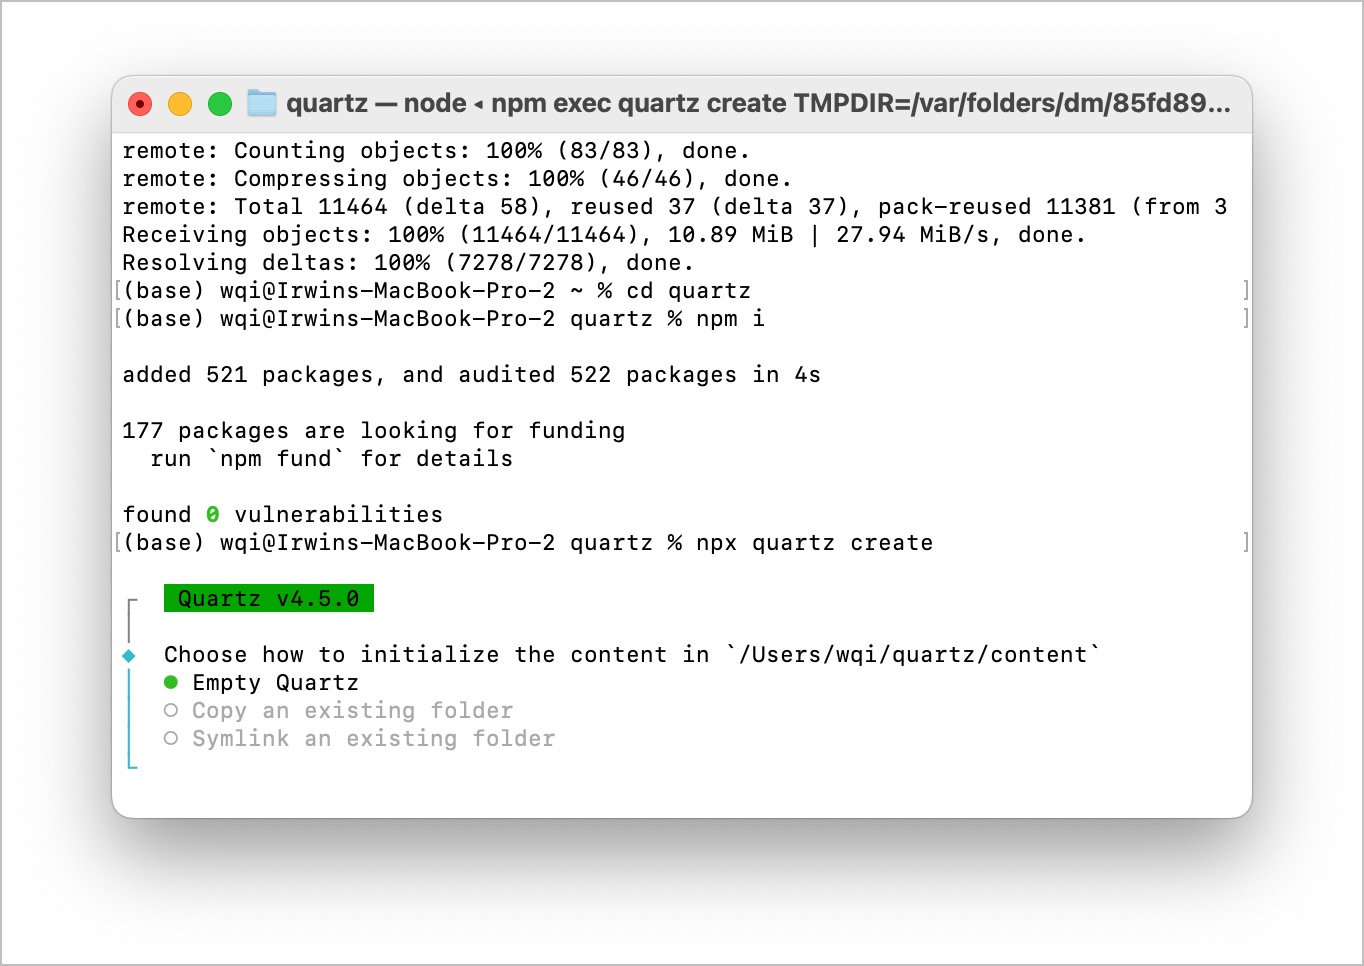 quartz — node ◂ npm exec quartz create TMPDIR=/var/folders/dm/85fd89...
remote: Counting objects: 100% (83/83), done.
remote: Compressing objects: 100% (46/46), done.
remote: Total 11464 (delta 58), reused 37 (delta 37), pack-reused 11381 (from 3
Receiving objects: 100% (11464/11464), 10.89 MiB | 27.94 MiB/s, done.
Resolving deltas: 100% (7278/7278), done.
[(base) wqi@Irwins-MacBook-Pro-2 ~ % cd quartz ]
[(base) wqi@Irwins-MacBook-Pro-2 quartz % npm i ]
added 521 packages, and audited 522 packages in 4s
177 packages are looking for funding
run `npm fund` for details
found 0 vulnerabilities
[(base) wqi@Irwins-MacBook-Pro-2 quartz % npx quartz create ]
Quartz v4.5.0
Choose how to initialize the content in `/Users/wqi/quartz/content`
Empty Quartz
Copy an existing folder
Symlink an existing folder